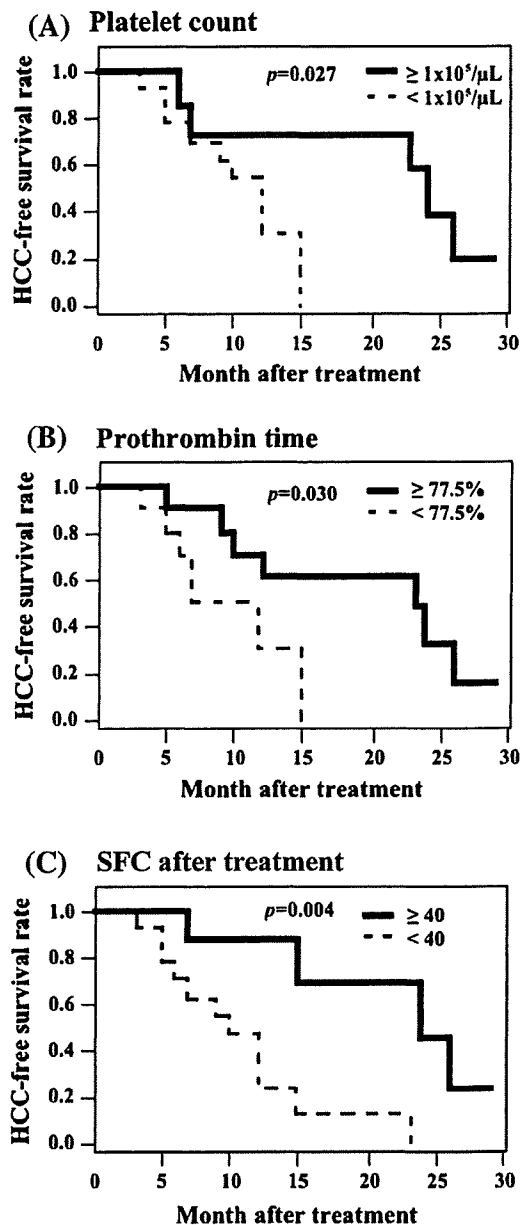 (A) Platelet count
p=0.027
≥ 1x10⁵/µL
< 1x10⁵/µL
HCC-free survival rate
1.0
0.8
0.6
0.4
0.2
0.0
0 5 10 15 20 25 30
Month after treatment
(B) Prothrombin time
p=0.030
≥ 77.5%
< 77.5%
HCC-free survival rate
1.0
0.8
0.6
0.4
0.2
0.0
0 5 10 15 20 25 30
Month after treatment
(C) SFC after treatment
p=0.004
≥ 40
< 40
HCC-free survival rate
1.0
0.8
0.6
0.4
0.2
0.0
0 5 10 15 20 25 30
Month after treatment